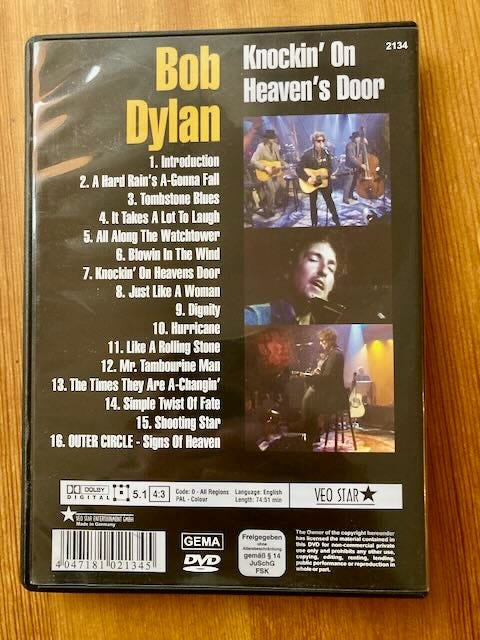 2134
Bob
Dylan
Knockin' On
Heaven's Door
1. Introduction
2. A Hard Rain's A-Gonna Fall
3. Tombstone Blues
4. It Takes A Lot To Laugh
5. All Along The Watchtower
6. Blowin In The Wind
7. Knockin' On Heavens Door
8. Just Like A Woman
9. Dignity
10. Hurricane
11. Like A Rolling Stone
12. Mr. Tambourine Man
13. The Times They Are A-Changin'
14. Simple Twist Of Fate
15. Shooting Star
16. OUTER CIRCLE - Signs Of Heaven
DOLBY
DIGITAL
5.1
4:3
Code: 0 - All Regions
PAL - Colour
Language: English
Length: 74:51 min
VEO STAR
VEO STAR ENTERTAINMENT GMBH
Made in Germany
4 047181 021345
GEMA
DVD
Freigegeben
ohne
Altersbeschränkung
gemäß § 14
JuSchG
FSK
The Owner of the copyright hereunder
has licensed the material contained in
this DVD for non-commercial private
use only and prohibits any other use,
copying, editing, renting, lending,
public performance or reproduction in
whole or part.